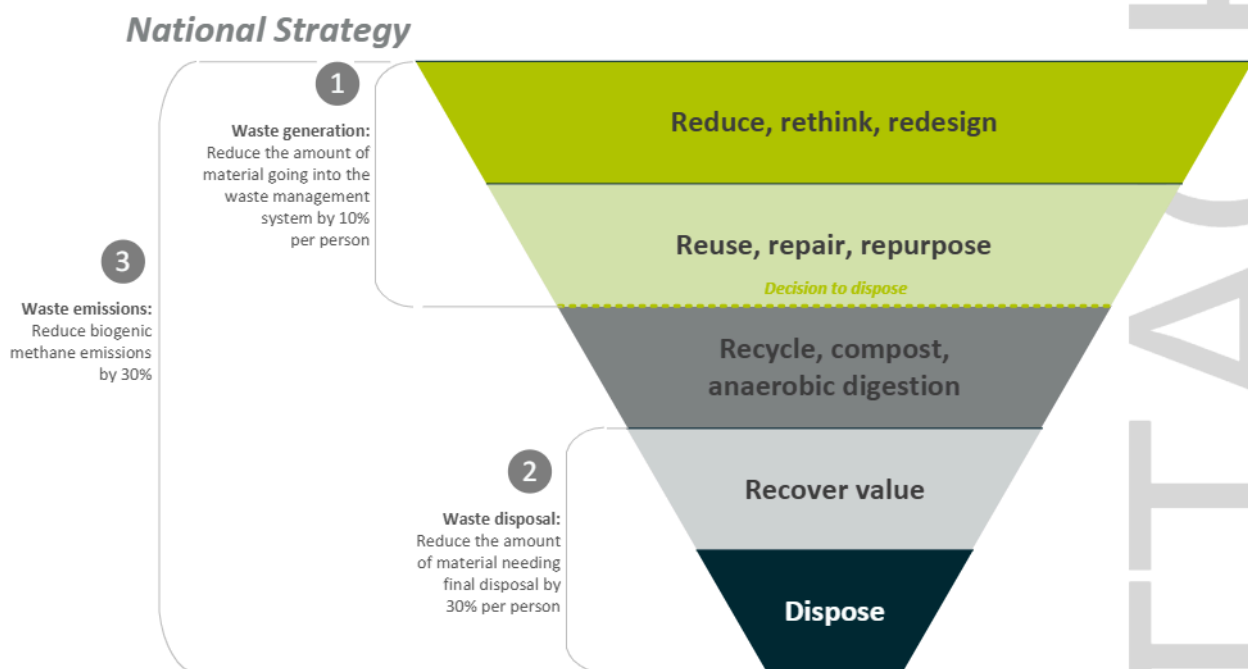 National Strategy
1
Waste generation:
Reduce the amount of
material going into the
waste management
system by 10%
per person
3
Waste emissions:
Reduce biogenic
methane emissions
by 30%
2
Waste disposal:
Reduce the amount
of material needing
final disposal by
30% per person
Reduce, rethink, redesign
Reuse, repair, repurpose
Decision to dispose
Recycle, compost,
anaerobic digestion
Recover value
Dispose